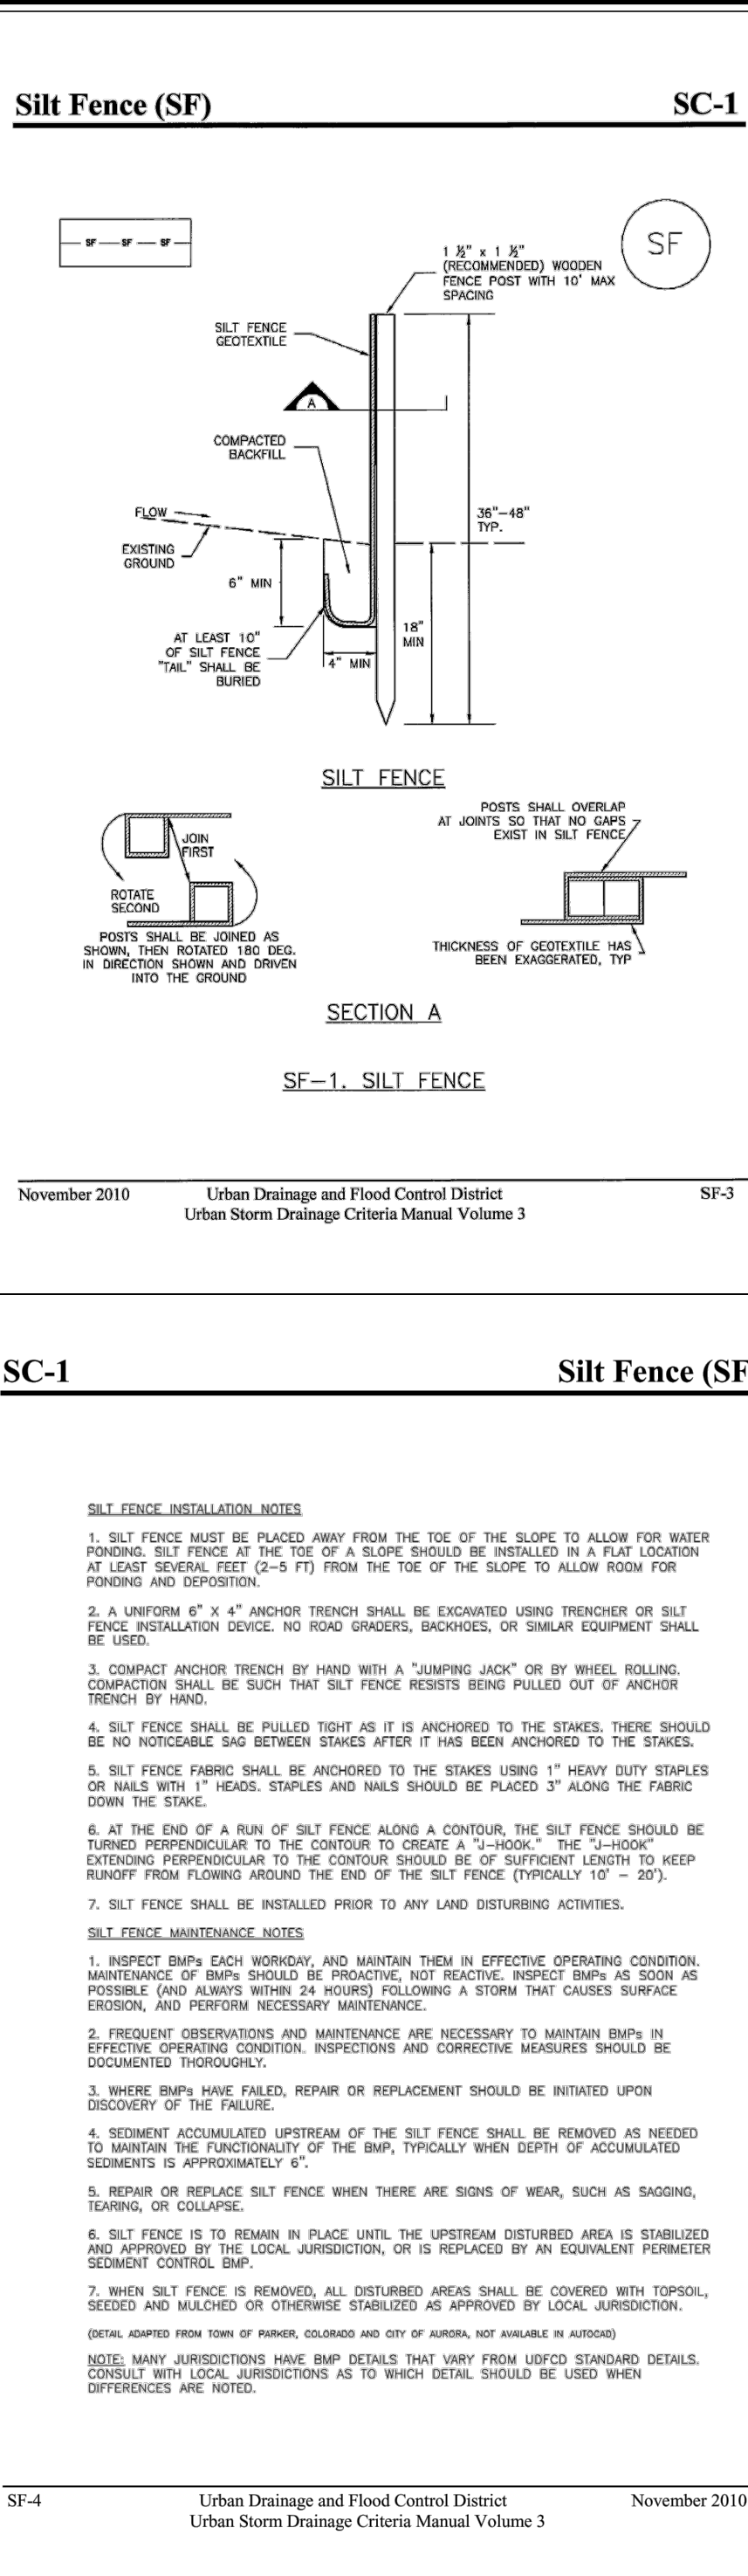 Silt Fence (SF)
SC-1
SF — SF — SF
1 ½" x 1 ½"
(RECOMMENDED) WOODEN
FENCE POST WITH 10' MAX
SPACING
SF
SILT FENCE
GEOTEXTILE
A
COMPACTED
BACKFILL
FLOW
36"–48"
TYP.
EXISTING
GROUND
6" MIN
18"
MIN
AT LEAST 10"
OF SILT FENCE
"TAIL" SHALL BE
BURIED
4" MIN
SILT FENCE
POSTS SHALL OVERLAP
AT JOINTS SO THAT NO GAPS
EXIST IN SILT FENCE
JOIN
FIRST
ROTATE
SECOND
POSTS SHALL BE JOINED AS
SHOWN, THEN ROTATED 180 DEG.
IN DIRECTION SHOWN AND DRIVEN
INTO THE GROUND
THICKNESS OF GEOTEXTILE HAS
BEEN EXAGGERATED, TYP
SECTION A
SF–1. SILT FENCE
November 2010
Urban Drainage and Flood Control District
SF-3
Urban Storm Drainage Criteria Manual Volume 3
SC-1
Silt Fence (SF
SILT FENCE INSTALLATION NOTES
1. SILT FENCE MUST BE PLACED AWAY FROM THE TOE OF THE SLOPE TO ALLOW FOR WATER
PONDING. SILT FENCE AT THE TOE OF A SLOPE SHOULD BE INSTALLED IN A FLAT LOCATION
AT LEAST SEVERAL FEET (2–5 FT) FROM THE TOE OF THE SLOPE TO ALLOW ROOM FOR
PONDING AND DEPOSITION.
2. A UNIFORM 6" X 4" ANCHOR TRENCH SHALL BE EXCAVATED USING TRENCHER OR SILT
FENCE INSTALLATION DEVICE. NO ROAD GRADERS, BACKHOES, OR SIMILAR EQUIPMENT SHALL
BE USED.
3. COMPACT ANCHOR TRENCH BY HAND WITH A "JUMPING JACK" OR BY WHEEL ROLLING.
COMPACTION SHALL BE SUCH THAT SILT FENCE RESISTS BEING PULLED OUT OF ANCHOR
TRENCH BY HAND.
4. SILT FENCE SHALL BE PULLED TIGHT AS IT IS ANCHORED TO THE STAKES. THERE SHOULD
BE NO NOTICEABLE SAG BETWEEN STAKES AFTER IT HAS BEEN ANCHORED TO THE STAKES.
5. SILT FENCE FABRIC SHALL BE ANCHORED TO THE STAKES USING 1" HEAVY DUTY STAPLES
OR NAILS WITH 1" HEADS. STAPLES AND NAILS SHOULD BE PLACED 3" ALONG THE FABRIC
DOWN THE STAKE.
6. AT THE END OF A RUN OF SILT FENCE ALONG A CONTOUR, THE SILT FENCE SHOULD BE
TURNED PERPENDICULAR TO THE CONTOUR TO CREATE A "J–HOOK." THE "J–HOOK"
EXTENDING PERPENDICULAR TO THE CONTOUR SHOULD BE OF SUFFICIENT LENGTH TO KEEP
RUNOFF FROM FLOWING AROUND THE END OF THE SILT FENCE (TYPICALLY 10' – 20').
7. SILT FENCE SHALL BE INSTALLED PRIOR TO ANY LAND DISTURBING ACTIVITIES.
SILT FENCE MAINTENANCE NOTES
1. INSPECT BMPs EACH WORKDAY, AND MAINTAIN THEM IN EFFECTIVE OPERATING CONDITION.
MAINTENANCE OF BMPs SHOULD BE PROACTIVE, NOT REACTIVE. INSPECT BMPs AS SOON AS
POSSIBLE (AND ALWAYS WITHIN 24 HOURS) FOLLOWING A STORM THAT CAUSES SURFACE
EROSION, AND PERFORM NECESSARY MAINTENANCE.
2. FREQUENT OBSERVATIONS AND MAINTENANCE ARE NECESSARY TO MAINTAIN BMPs IN
EFFECTIVE OPERATING CONDITION. INSPECTIONS AND CORRECTIVE MEASURES SHOULD BE
DOCUMENTED THOROUGHLY.
3. WHERE BMPs HAVE FAILED, REPAIR OR REPLACEMENT SHOULD BE INITIATED UPON
DISCOVERY OF THE FAILURE.
4. SEDIMENT ACCUMULATED UPSTREAM OF THE SILT FENCE SHALL BE REMOVED AS NEEDED
TO MAINTAIN THE FUNCTIONALITY OF THE BMP, TYPICALLY WHEN DEPTH OF ACCUMULATED
SEDIMENTS IS APPROXIMATELY 6".
5. REPAIR OR REPLACE SILT FENCE WHEN THERE ARE SIGNS OF WEAR, SUCH AS SAGGING,
TEARING, OR COLLAPSE.
6. SILT FENCE IS TO REMAIN IN PLACE UNTIL THE UPSTREAM DISTURBED AREA IS STABILIZED
AND APPROVED BY THE LOCAL JURISDICTION, OR IS REPLACED BY AN EQUIVALENT PERIMETER
SEDIMENT CONTROL BMP.
7. WHEN SILT FENCE IS REMOVED, ALL DISTURBED AREAS SHALL BE COVERED WITH TOPSOIL,
SEEDED AND MULCHED OR OTHERWISE STABILIZED AS APPROVED BY LOCAL JURISDICTION.
(DETAIL ADAPTED FROM TOWN OF PARKER, COLORADO AND CITY OF AURORA, NOT AVAILABLE IN AUTOCAD)
NOTE: MANY JURISDICTIONS HAVE BMP DETAILS THAT VARY FROM UDFCD STANDARD DETAILS.
CONSULT WITH LOCAL JURISDICTIONS AS TO WHICH DETAIL SHOULD BE USED WHEN
DIFFERENCES ARE NOTED.
SF-4
Urban Drainage and Flood Control District
November 2010
Urban Storm Drainage Criteria Manual Volume 3